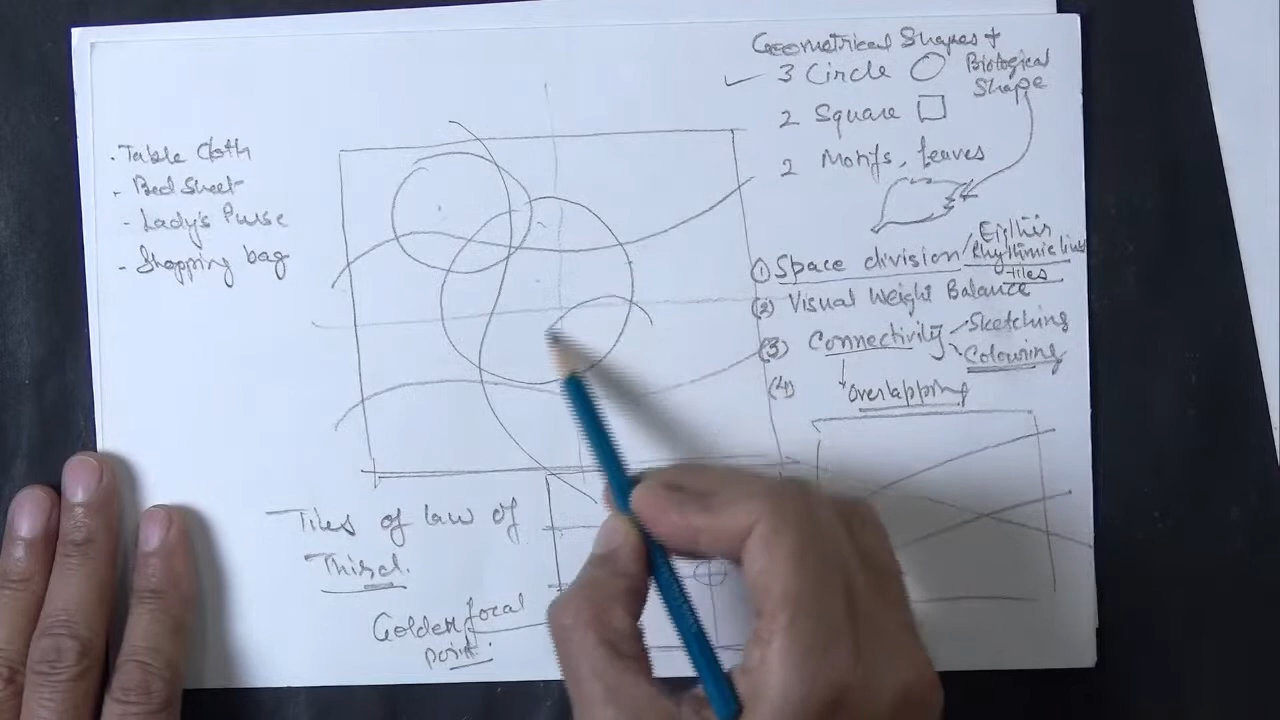 Geometrical Shapes +
3 Circle
Biological
Shape
2 Square
2 Motifs, leaves
. Table Cloth
- Bed Sheet
- Lady's Purse
- Shopping bag
① Space division / Eigther
Rhythmic lines
tiles
(2) Visual Weight Balance
(3) Connectivity - Sketching
Colouring
(4) Overlapping
Tiles of law of
Third.
Golden focal
point.